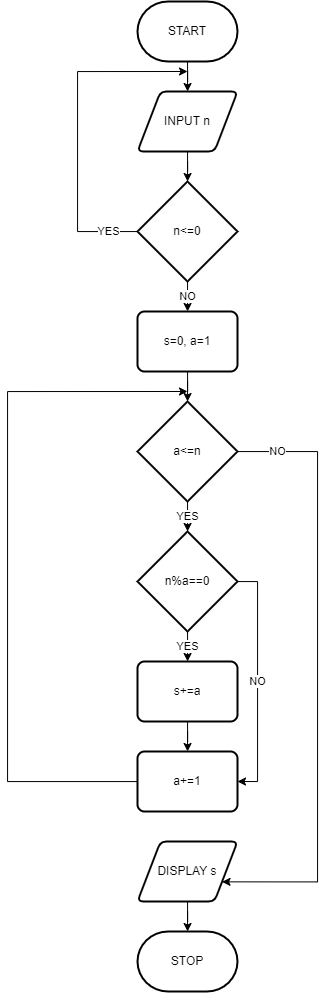 START
INPUT n
n<=0
YES
NO
s=0, a=1
a<=n
NO
YES
n%a==0
YES
NO
s+=a
a+=1
DISPLAY s
STOP